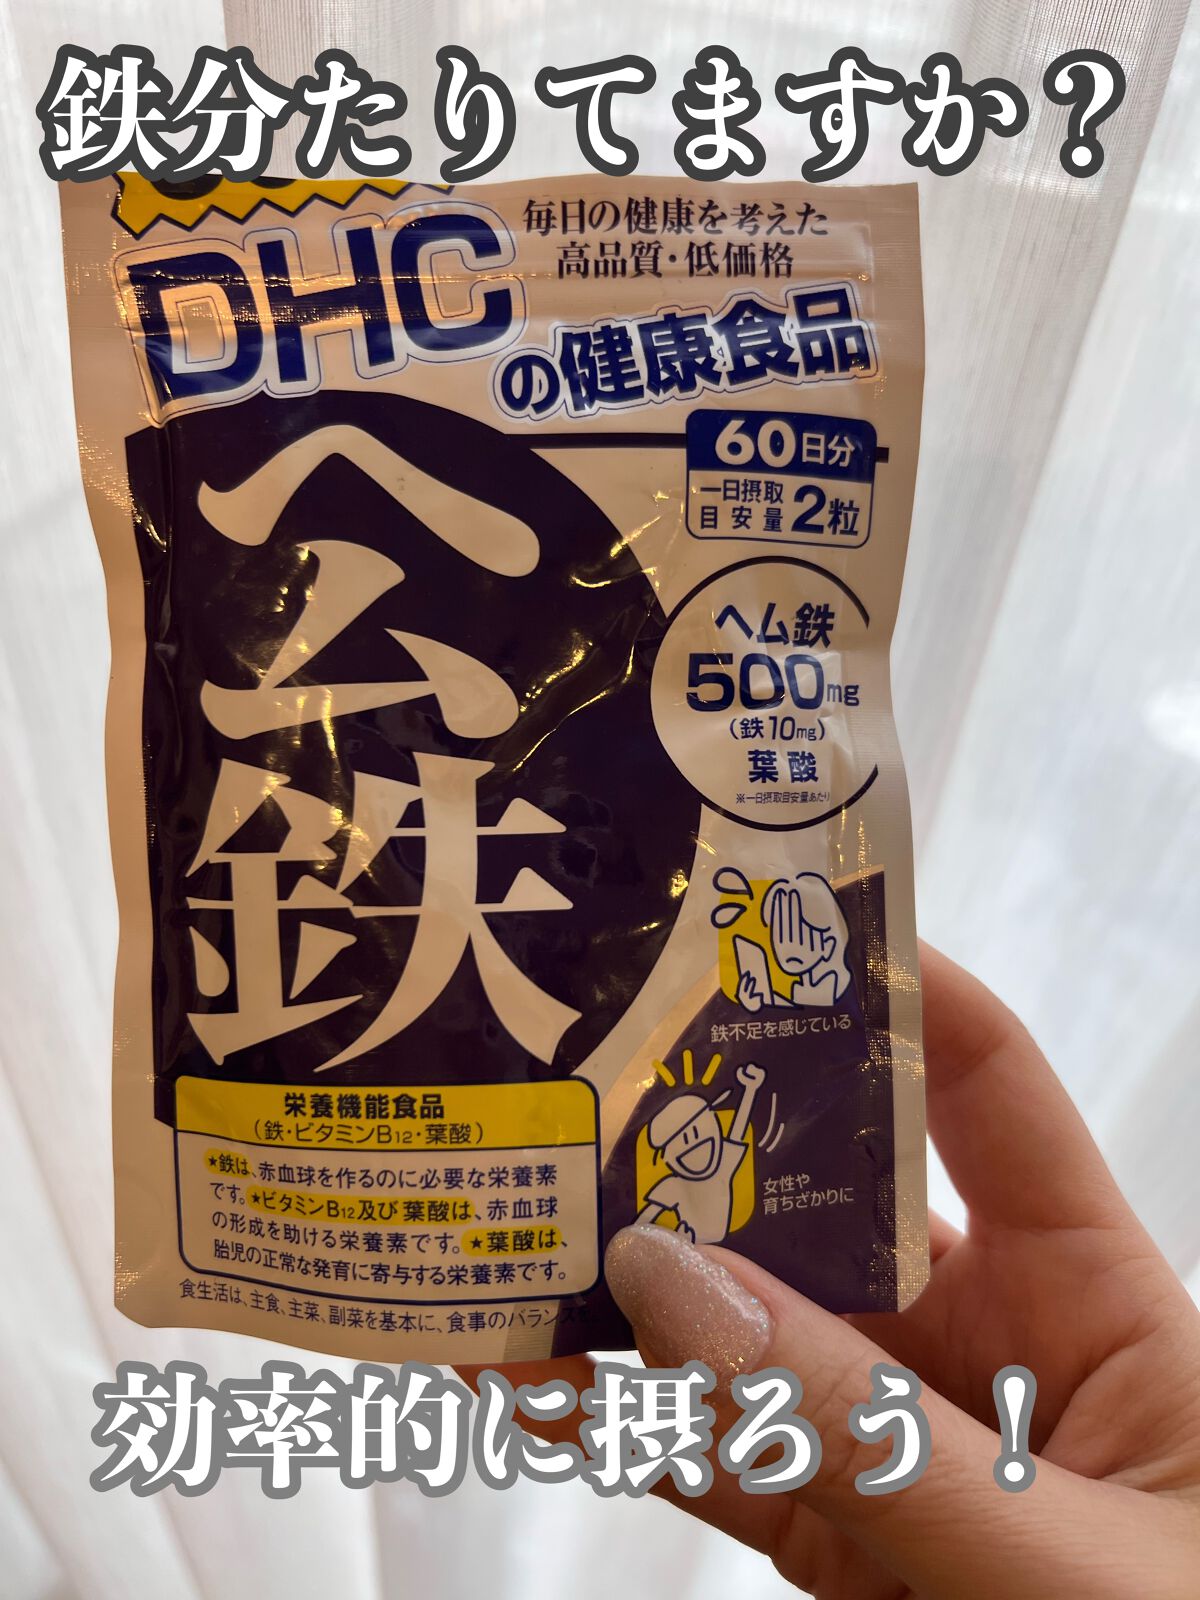 鉄分たりてますか?
DHC
毎日の健康を考えた
高品質・低価格
の健康食品
60日分
一日摂取
目安量
2粒
ヘム鉄
ヘム鉄
500mg
(鉄10mg)
葉酸
※一日摂取目安量あたり
鉄不足を感じている
女性や
育ちざかりに
栄養機能食品
(鉄・ビタミンB12・葉酸)
★鉄は、赤血球を作るのに必要な栄養素
です。★ビタミンB12及び葉酸は、赤血球
の形成を助ける栄養素です。★葉酸は、
胎児の正常な発育に寄与する栄養素です。
食生活は、主食、主菜、副菜を基本に、食事のバランスを。
効率的に摂ろう!